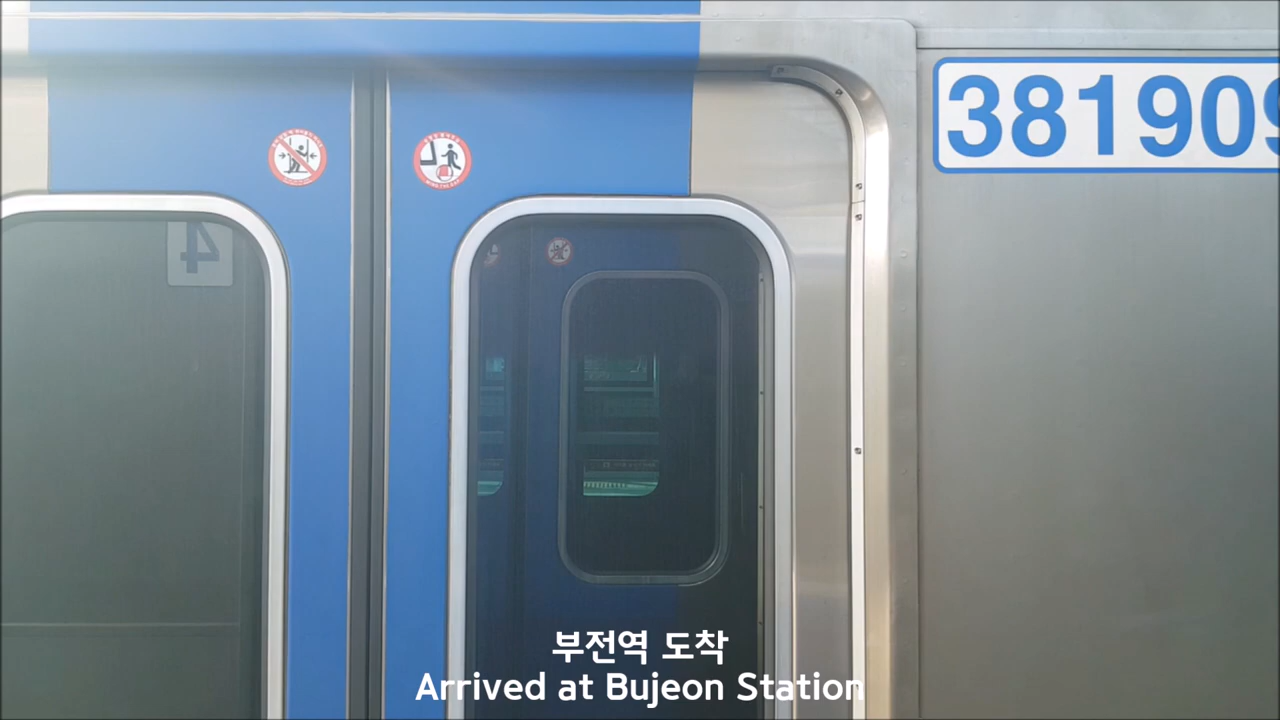 381909
4
부전역 도착
Arrived at Bujeon Station